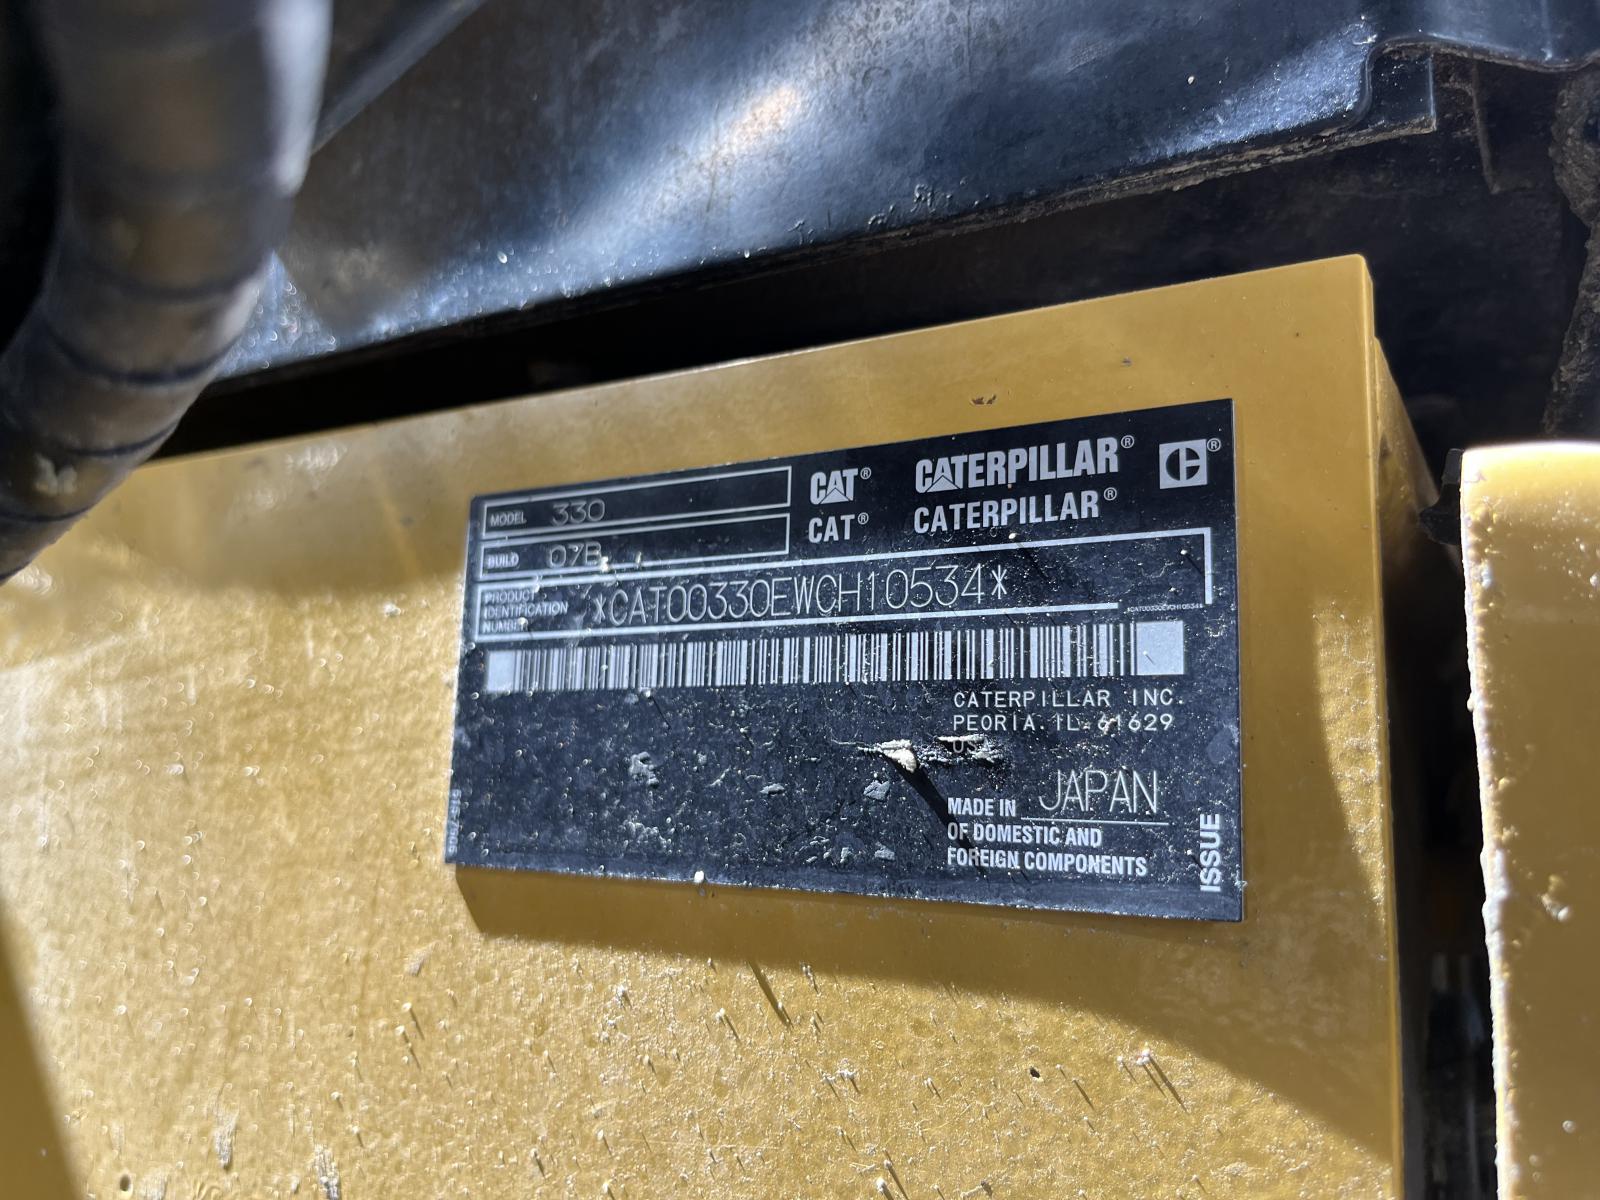 MODEL 330
BUILD 07B
CAT® CATERPILLAR® C®
CAT® CATERPILLAR®
PRODUCT IDENTIFICATION NUMBER *CAT00330EWCH10534*
*CAT00330EWCH10534*
CATERPILLAR INC.
PEORIA, IL 61629
US
MADE IN JAPAN
OF DOMESTIC AND
FOREIGN COMPONENTS
ISSUE